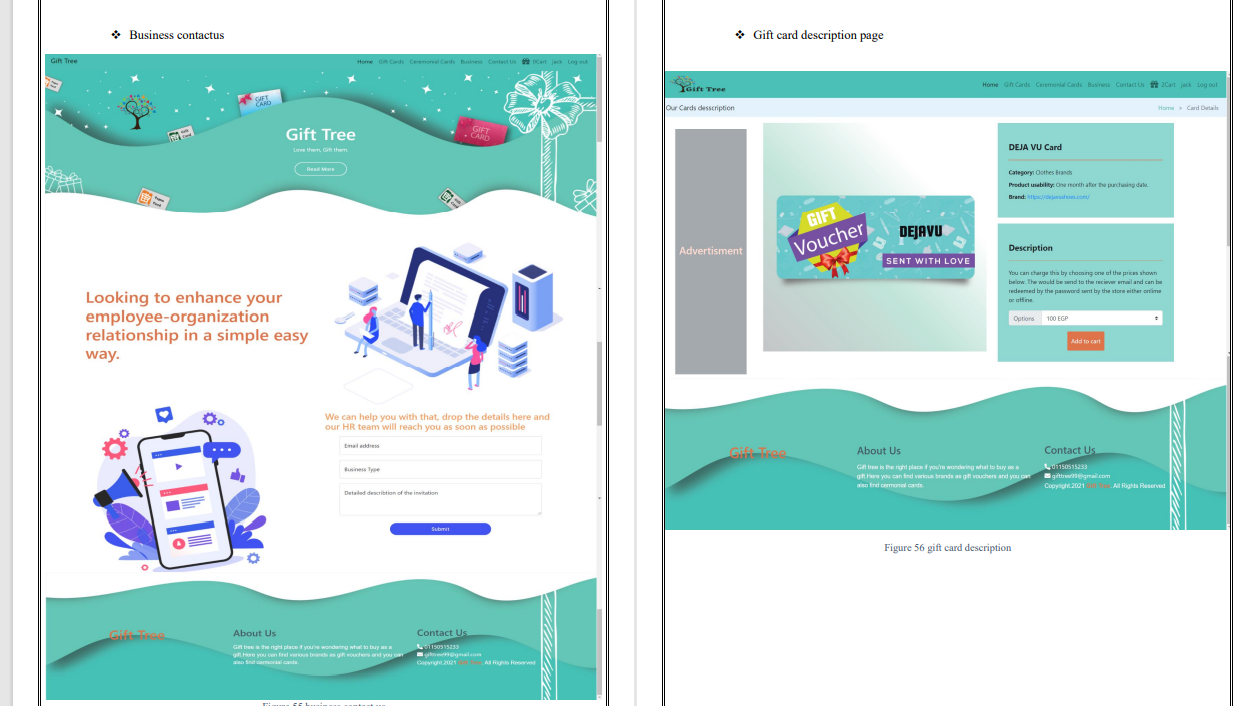 ❖ Business contactus
Gift Tree
Home Gift Cards Ceremonial Cards Business Contact Us 0Cart jack Log out
GIFT CARD
GIFT CARD
Gift Tree
Love them, Gift them.
Read More
Looking to enhance your
employee-organization
relationship in a simple easy
way.
We can help you with that, drop the details here and
our HR team will reach you as soon as possible
Email address
Business Type
Detailed describtion of the invitation
Submit
Gift Tree
About Us
Gift tree is the right place if you're wondering what to buy as a
gift.Here you can find various brands as gift vouchers and you can
also find cermonial cards.
Contact Us
01150515233
gifttree99@gmail.com
Copyright,2021 Gift Tree. All Rights Reserved
Figure 55 business contact us
❖ Gift card description page
Gift Tree
Home Gift Cards Ceremonial Cards Business Contact Us 2Cart jack Log out
Our Cards desscription
Home > Card Details
Advertisment
GIFT
Voucher
DEJAVU
SENT WITH LOVE
DEJA VU Card
Category: Clothes Brands
Product usability: One month after the purchasing date.
Brand: https://dejavushoes.com/
Description
You can charge this by choosing one of the prices shown
below. The would be send to the reciever email and can be
redeemed by the password sent by the store either online
or offline.
Options 100 EGP
Add to cart
Gift Tree
About Us
Gift tree is the right place if you're wondering what to buy as a
gift.Here you can find various brands as gift vouchers and you can
also find cermonial cards.
Contact Us
01150515233
gifttree99@gmail.com
Copyright,2021 Gift Tree. All Rights Reserved
Figure 56 gift card description